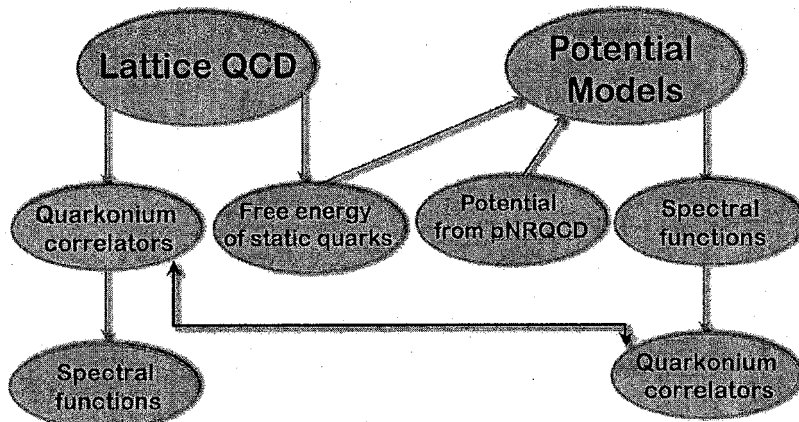 Lattice QCD
Potential
Models
Quarkonium
correlators
Free energy
of static quarks
Potential
from pNRQCD
Spectral
functions
Spectral
functions
Quarkonium
correlators